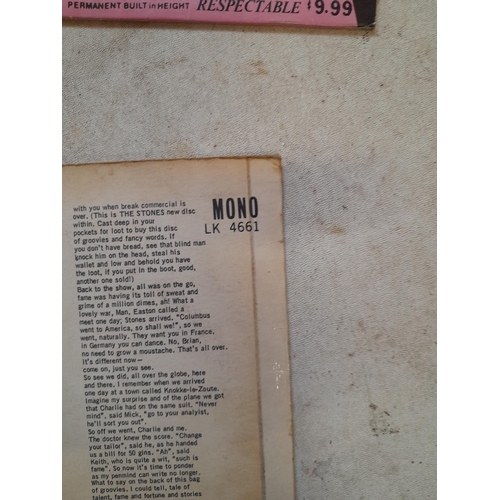 PERMANENT BUILT in HEIGHT RESPECTABLE $9.99
MONO
LK 4661
with you when break commercial is
over. (This is THE STONES new disc
within. Cast deep in your
pockets for loot to buy this disc
of groovies and fancy words. If
you don't have bread, see that blind man
knock him on the head, steal his
wallet and low and behold you have
the loot, if you put in the boot, good,
another one sold!)
Back to the show, all was on the go,
fame was having its toll of sweat and
grime of a million dimes, ah! What a
lovely war, Man, Easton called a
meet one day; Stones arrived. "Columbus
went to America, so shall we!", so we
went, naturally. They want you in France,
in Germany you can dance. No, Brian,
no need to grow a moustache. That's all over.
It's different now—
come on, just you see.
So see we did, all over the globe, here
and there. I remember when we arrived
one day at a town called Knokke-le-Zoute.
Imagine my surprise and of the plane we got
that Charlie had on the same suit. "Never
mind", said Mick, "go to your analyist,
he'll sort you out".
So off we went, Charlie and me.
The doctor knew the score. "Change
your tailor", said he, as he handed
us a bill for 50 gins. "Ah", said
Keith, who is quite a wit, "such is
fame". So now it's time to ponder
as my penmind can write no longer.
What to say on the back of this bag
of groovies. I could tell, tale of
talent, fame and fortune and stories